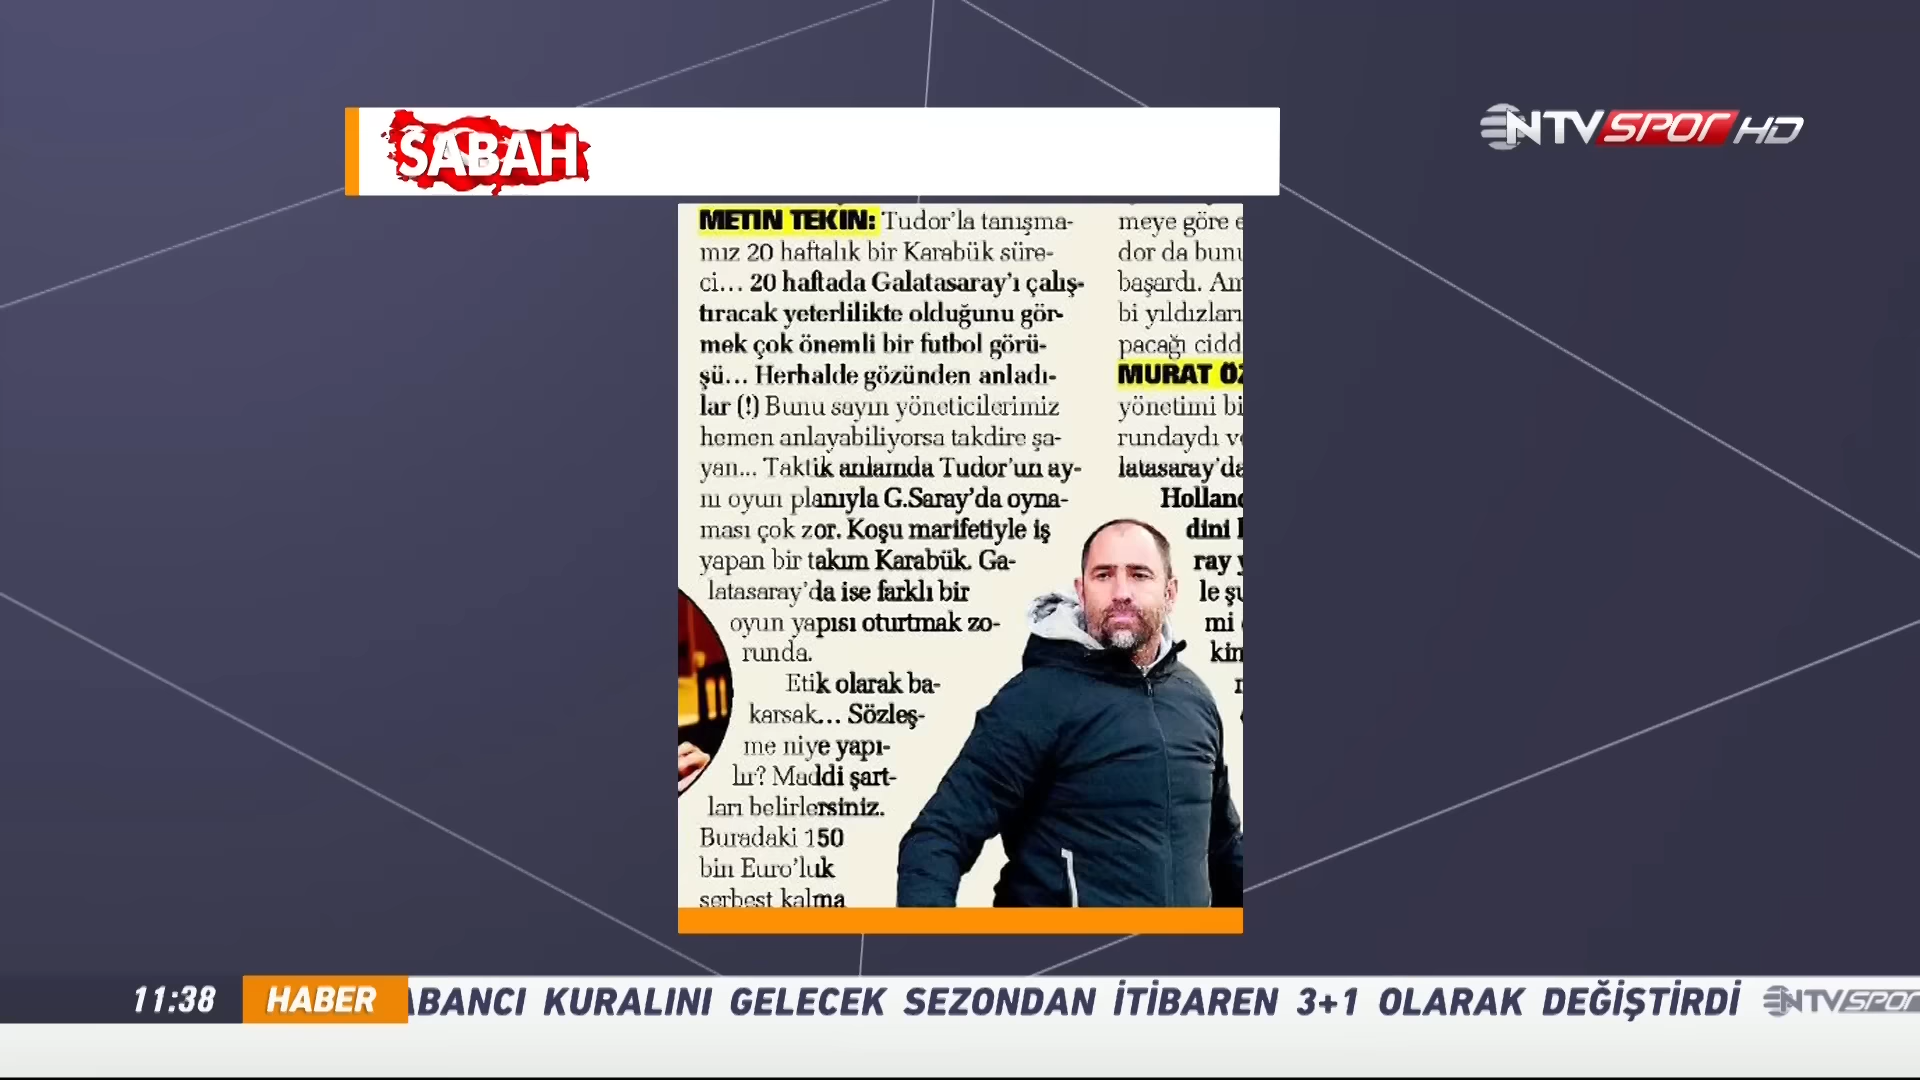 SABAH
NTVSPOR HD
METIN TEKIN: Tudor'la tanışma-
mız 20 haftalık bir Karabük süre-
ci... 20 haftada Galatasaray'ı çalış-
tıracak yeterlilikte olduğunu gör-
mek çok önemli bir futbol görü-
şü... Herhalde gözünden anladı-
lar (!) Bunu sayın yöneticilerimiz
hemen anlayabiliyorsa takdire şa-
yan... Taktik anlamda Tudor'un ay-
nı oyun planıyla G.Saray'da oyna-
ması çok zor. Koşu marifetiyle iş
yapan bir takım Karabük. Ga-
latasaray'da ise farklı bir
oyun yapısı oturtmak zo-
runda.
Etik olarak ba-
karsak... Sözleş-
me niye yapı-
lır? Maddi şart-
ları belirlersiniz.
Buradaki 150
bin Euro'luk
serbest kalma
meye göre
dor da bunu
başardı.
bi yıldızları
pacağı
MURAT
yönetimi
rundaydı
latasaray'da
dini
ray
le
mi
11:38
HABER
KURALINI GELECEK SEZONDAN İTİBAREN 3+1 OLARAK DEĞİŞTİRDİ
NTVSPOR